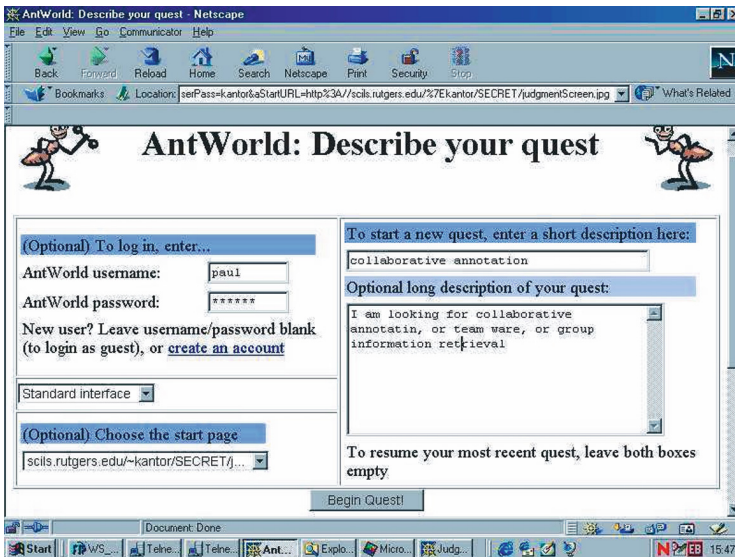 AntWorld: Describe your quest - Netscape
File Edit View Go Communicator Help
Back Forward Reload Home Search Netscape Print Security Stop
Bookmarks Location: serPass=kantor&aStartURL=http%3A//scils.rutgers.edu/%7Ekantor/SECRET/judgmentScreen.jpg What's Related
AntWorld: Describe your quest
(Optional) To log in, enter...
AntWorld username: paul
AntWorld password: ******
New user? Leave username/password blank
(to login as guest), or create an account
Standard interface
(Optional) Choose the start page
scils.rutgers.edu/~kantor/SECRET/j...
To start a new quest, enter a short description here:
collaborative annotation
Optional long description of your quest:
I am looking for collaborative
annotatin, or team ware, or group
information retrieval
To resume your most recent quest, leave both boxes
empty
Begin Quest!
Document: Done
Start WS_... Telne... Telne... Ant... Explo... Micro... Judg... EB 15:47